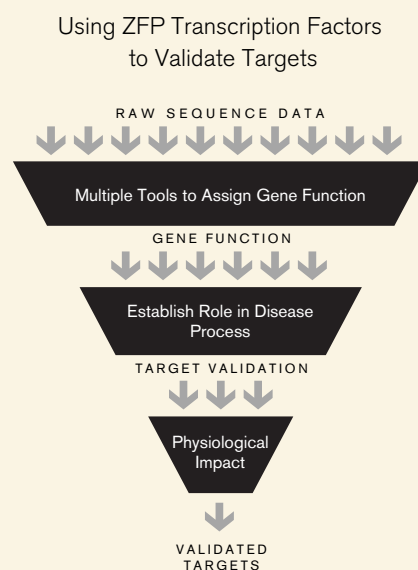 Using ZFP Transcription Factors
to Validate Targets
RAW SEQUENCE DATA
Multiple Tools to Assign Gene Function
GENE FUNCTION
Establish Role in Disease
Process
TARGET VALIDATION
Physiological
Impact
VALIDATED
TARGETS